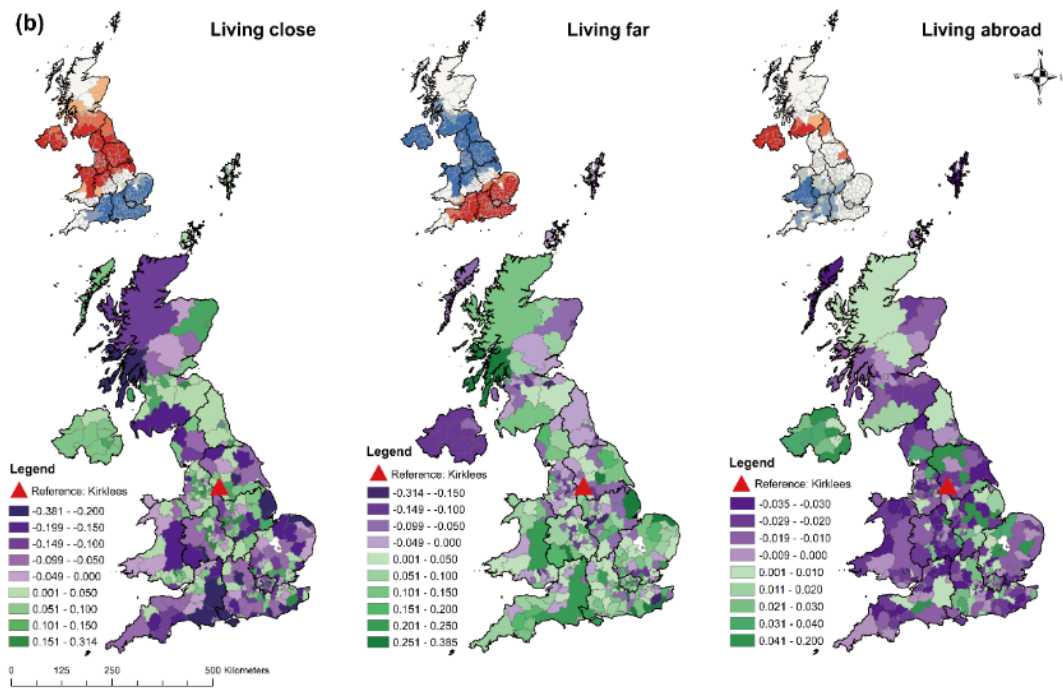 (b)
Living close
Living far
Living abroad
N
W
S
Legend
Reference: Kirklees
-0.381 - -0.200
-0.199 - -0.150
-0.149 - -0.100
-0.099 - -0.050
-0.049 - 0.000
0.001 - 0.050
0.051 - 0.100
0.101 - 0.150
0.151 - 0.314
Legend
Reference: Kirklees
-0.314 - -0.150
-0.149 - -0.100
-0.099 - -0.050
-0.049 - 0.000
0.001 - 0.050
0.051 - 0.100
0.101 - 0.150
0.151 - 0.200
0.201 - 0.250
0.251 - 0.385
Legend
Reference: Kirklees
-0.035 - -0.030
-0.029 - -0.020
-0.019 - -0.010
-0.009 - 0.000
0.001 - 0.010
0.011 - 0.020
0.021 - 0.030
0.031 - 0.040
0.041 - 0.200
0 125 250 500 Kilometers